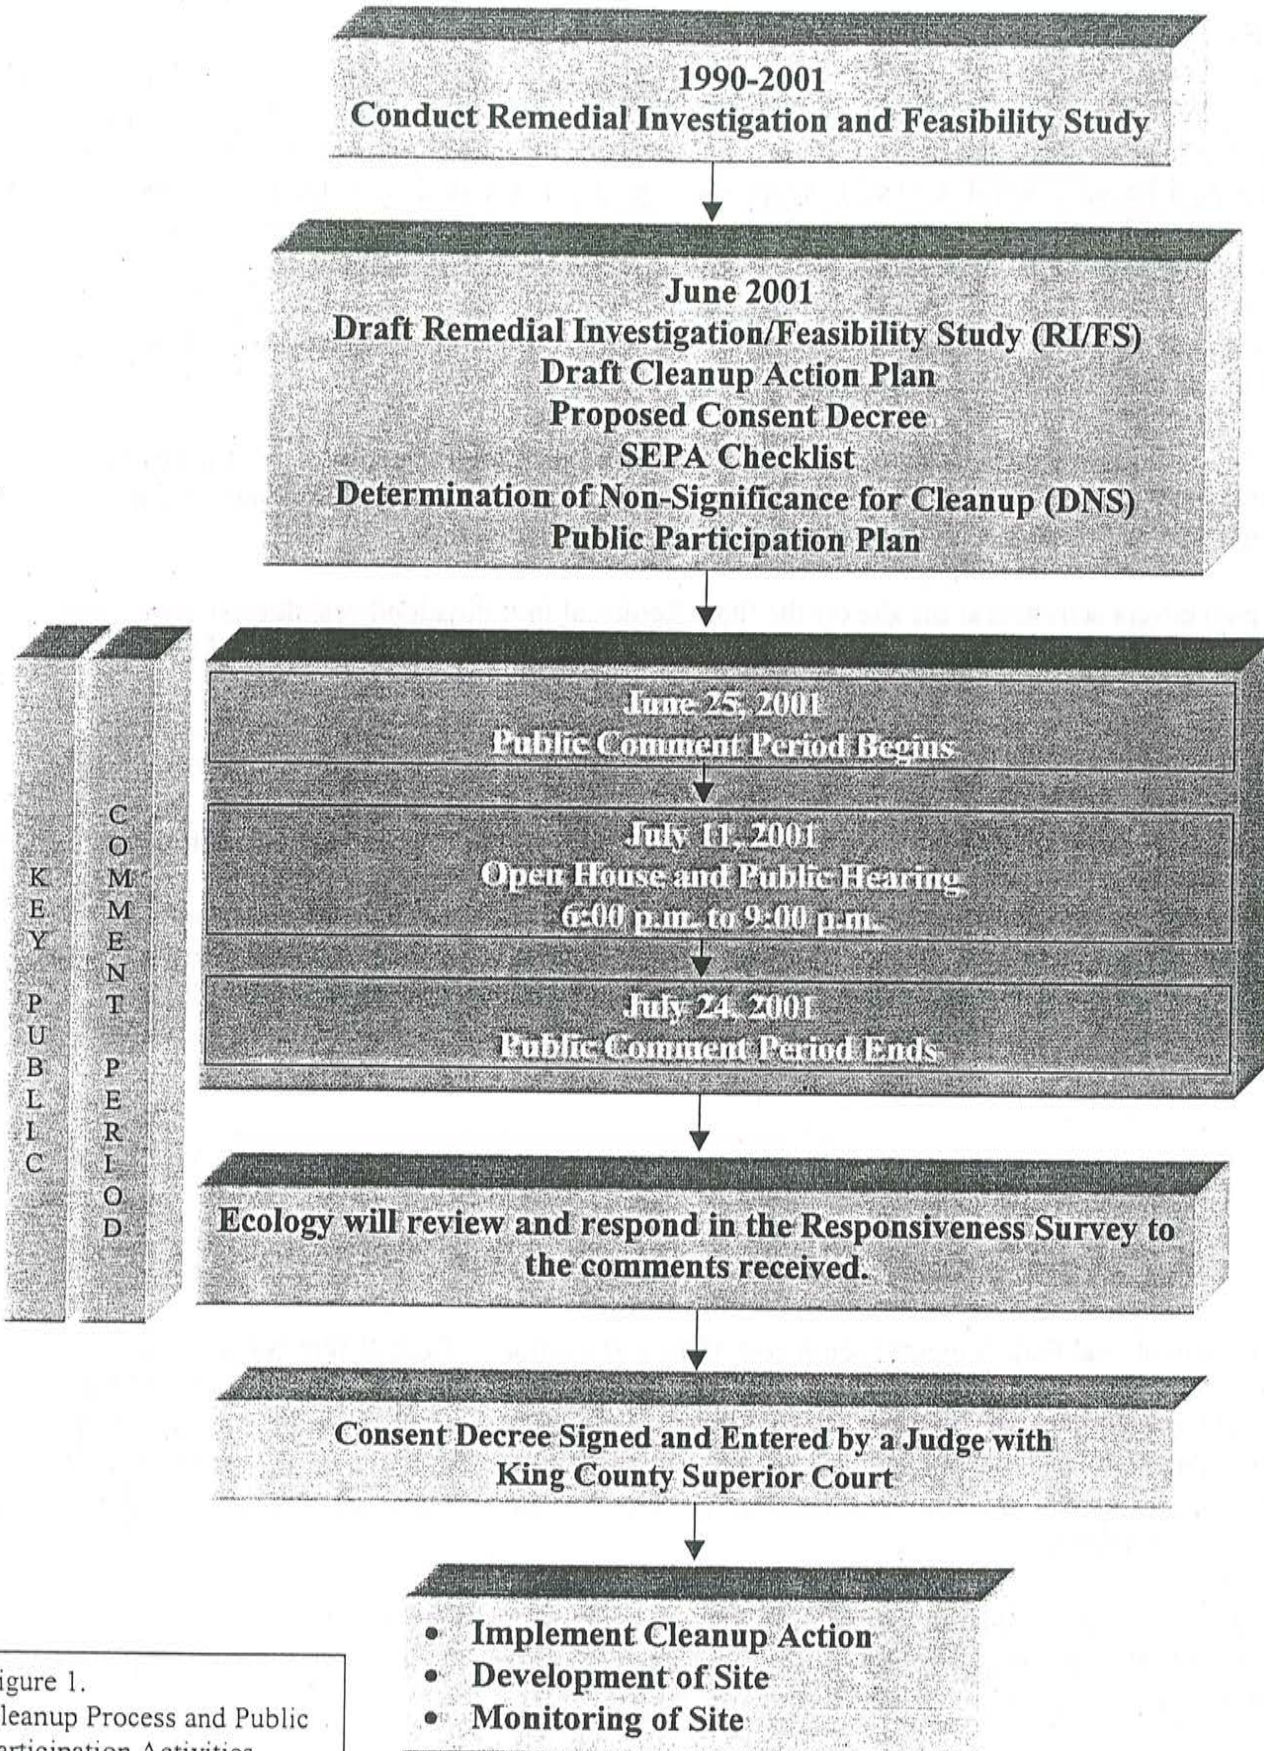 1990-2001
Conduct Remedial Investigation and Feasibility Study
June 2001
Draft Remedial Investigation/Feasibility Study (RI/FS)
Draft Cleanup Action Plan
Proposed Consent Decree
SEPA Checklist
Determination of Non-Significance for Cleanup (DNS)
Public Participation Plan
KEY PUBLIC
COMMENT PERIOD
June 25, 2001
Public Comment Period Begins
July 11, 2001
Open House and Public Hearing
6:00 p.m. to 9:00 p.m.
July 24, 2001
Public Comment Period Ends
Ecology will review and respond in the Responsiveness Survey to
the comments received.
Consent Decree Signed and Entered by a Judge with
King County Superior Court
• Implement Cleanup Action
• Development of Site
• Monitoring of Site
igure 1.
leanup Process and Public
articipation Activities